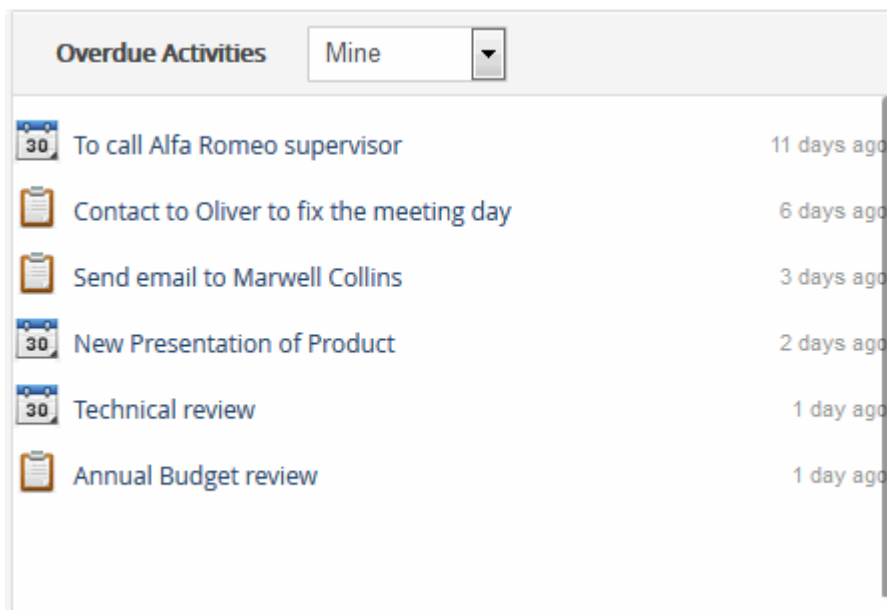 Overdue Activities Mine
30 To call Alfa Romeo supervisor 11 days ago
Contact to Oliver to fix the meeting day 6 days ago
Send email to Marwell Collins 3 days ago
30 New Presentation of Product 2 days ago
30 Technical review 1 day ago
Annual Budget review 1 day ago